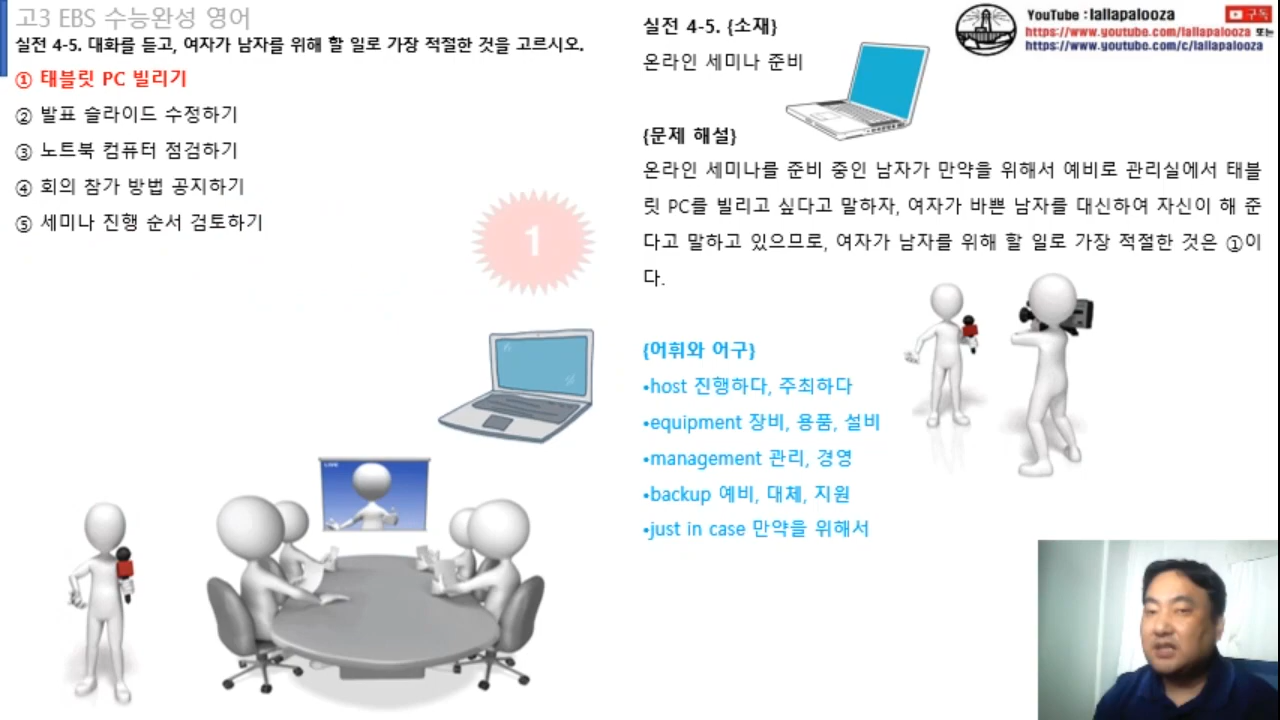 고3 EBS 수능완성 영어
실전 4-5. 대화를 듣고, 여자가 남자를 위해 할 일로 가장 적절한 것을 고르시오.
① 태블릿 PC 빌리기
② 발표 슬라이드 수정하기
③ 노트북 컴퓨터 점검하기
④ 회의 참가 방법 공지하기
⑤ 세미나 진행 순서 검토하기
1
LIVE
실전 4-5. {소재}
온라인 세미나 준비
{문제 해설}
온라인 세미나를 준비 중인 남자가 만약을 위해서 예비로 관리실에서 태블
릿 PC를 빌리고 싶다고 말하자, 여자가 바쁜 남자를 대신하여 자신이 해 준
다고 말하고 있으므로, 여자가 남자를 위해 할 일로 가장 적절한 것은 ①이
다.
{어휘와 어구}
•host 진행하다, 주최하다
•equipment 장비, 용품, 설비
•management 관리, 경영
•backup 예비, 대체, 지원
•just in case 만약을 위해서
YouTube : lallapalooza
구독
https://www.youtube.com/lallapalooza 또는
https://www.youtube.com/c/lallapalooza